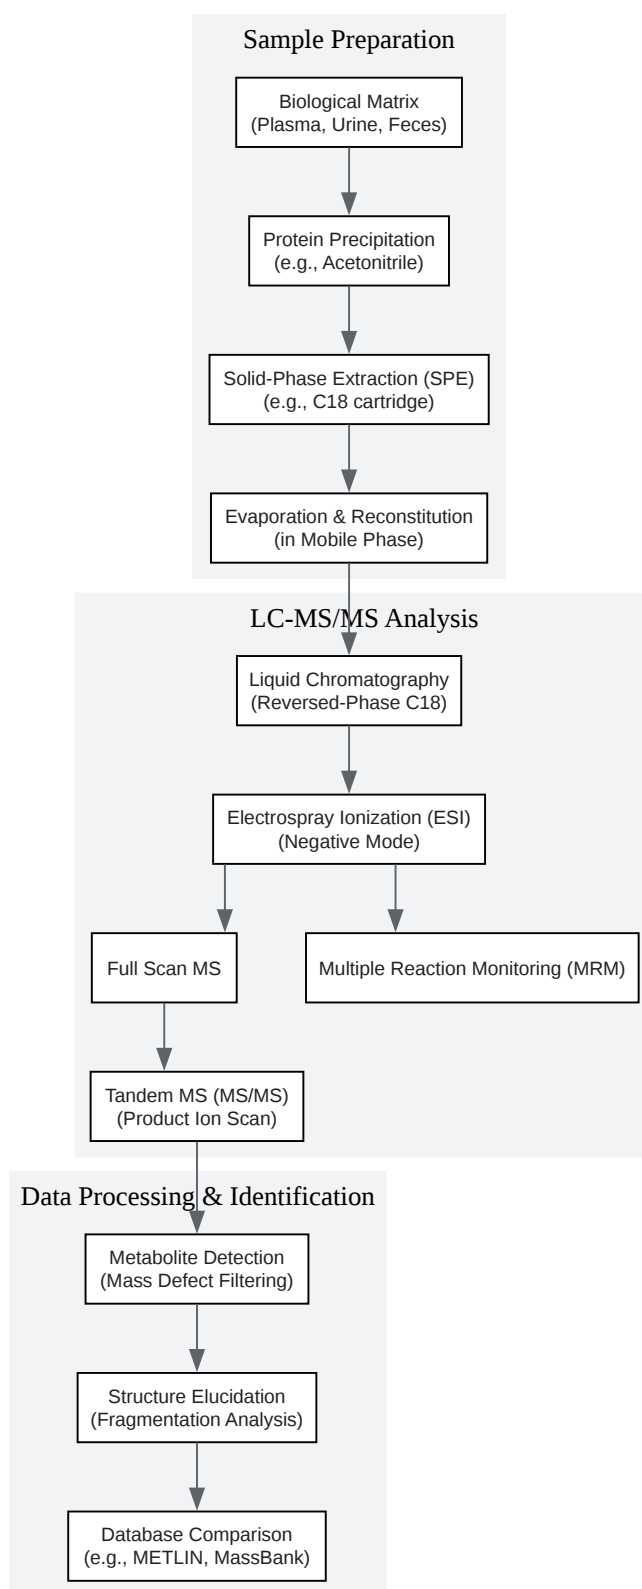 Sample Preparation
Biological Matrix
(Plasma, Urine, Feces)
Protein Precipitation
(e.g., Acetonitrile)
Solid-Phase Extraction (SPE)
(e.g., C18 cartridge)
Evaporation & Reconstitution
(in Mobile Phase)
LC-MS/MS Analysis
Liquid Chromatography
(Reversed-Phase C18)
Electrospray Ionization (ESI)
(Negative Mode)
Full Scan MS
Multiple Reaction Monitoring (MRM)
Tandem MS (MS/MS)
(Product Ion Scan)
Data Processing & Identification
Metabolite Detection
(Mass Defect Filtering)
Structure Elucidation
(Fragmentation Analysis)
Database Comparison
(e.g., METLIN, MassBank)